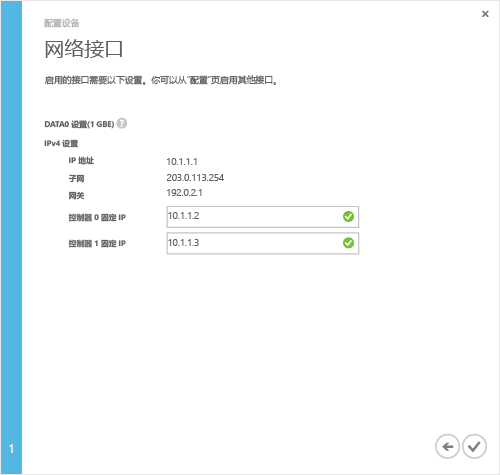 配置设备
网络接口
启用的接口需要以下设置。你可以从"配置"页启用其他接口。
DATA0 设置(1 GBE) ?
IPv4 设置
IP 地址 10.1.1.1
子网 203.0.113.254
网关 192.0.2.1
控制器 0 固定 IP 10.1.1.2
控制器 1 固定 IP 10.1.1.3
1